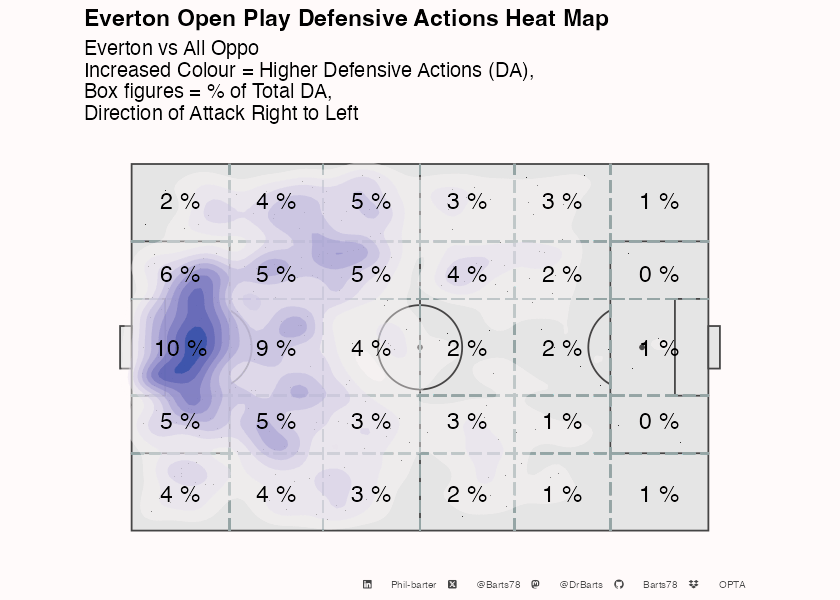 Everton Open Play Defensive Actions Heat Map
Everton vs All Oppo
Increased Colour = Higher Defensive Actions (DA),
Box figures = % of Total DA,
Direction of Attack Right to Left
2 % 4 % 5 % 3 % 3 % 1 %
6 % 5 % 5 % 4 % 2 % 0 %
10 % 9 % 4 % 2 % 2 % 1 %
5 % 5 % 3 % 3 % 1 % 0 %
4 % 4 % 3 % 2 % 1 % 1 %
Phil-barter @Barts78 @DrBarts Barts78 OPTA